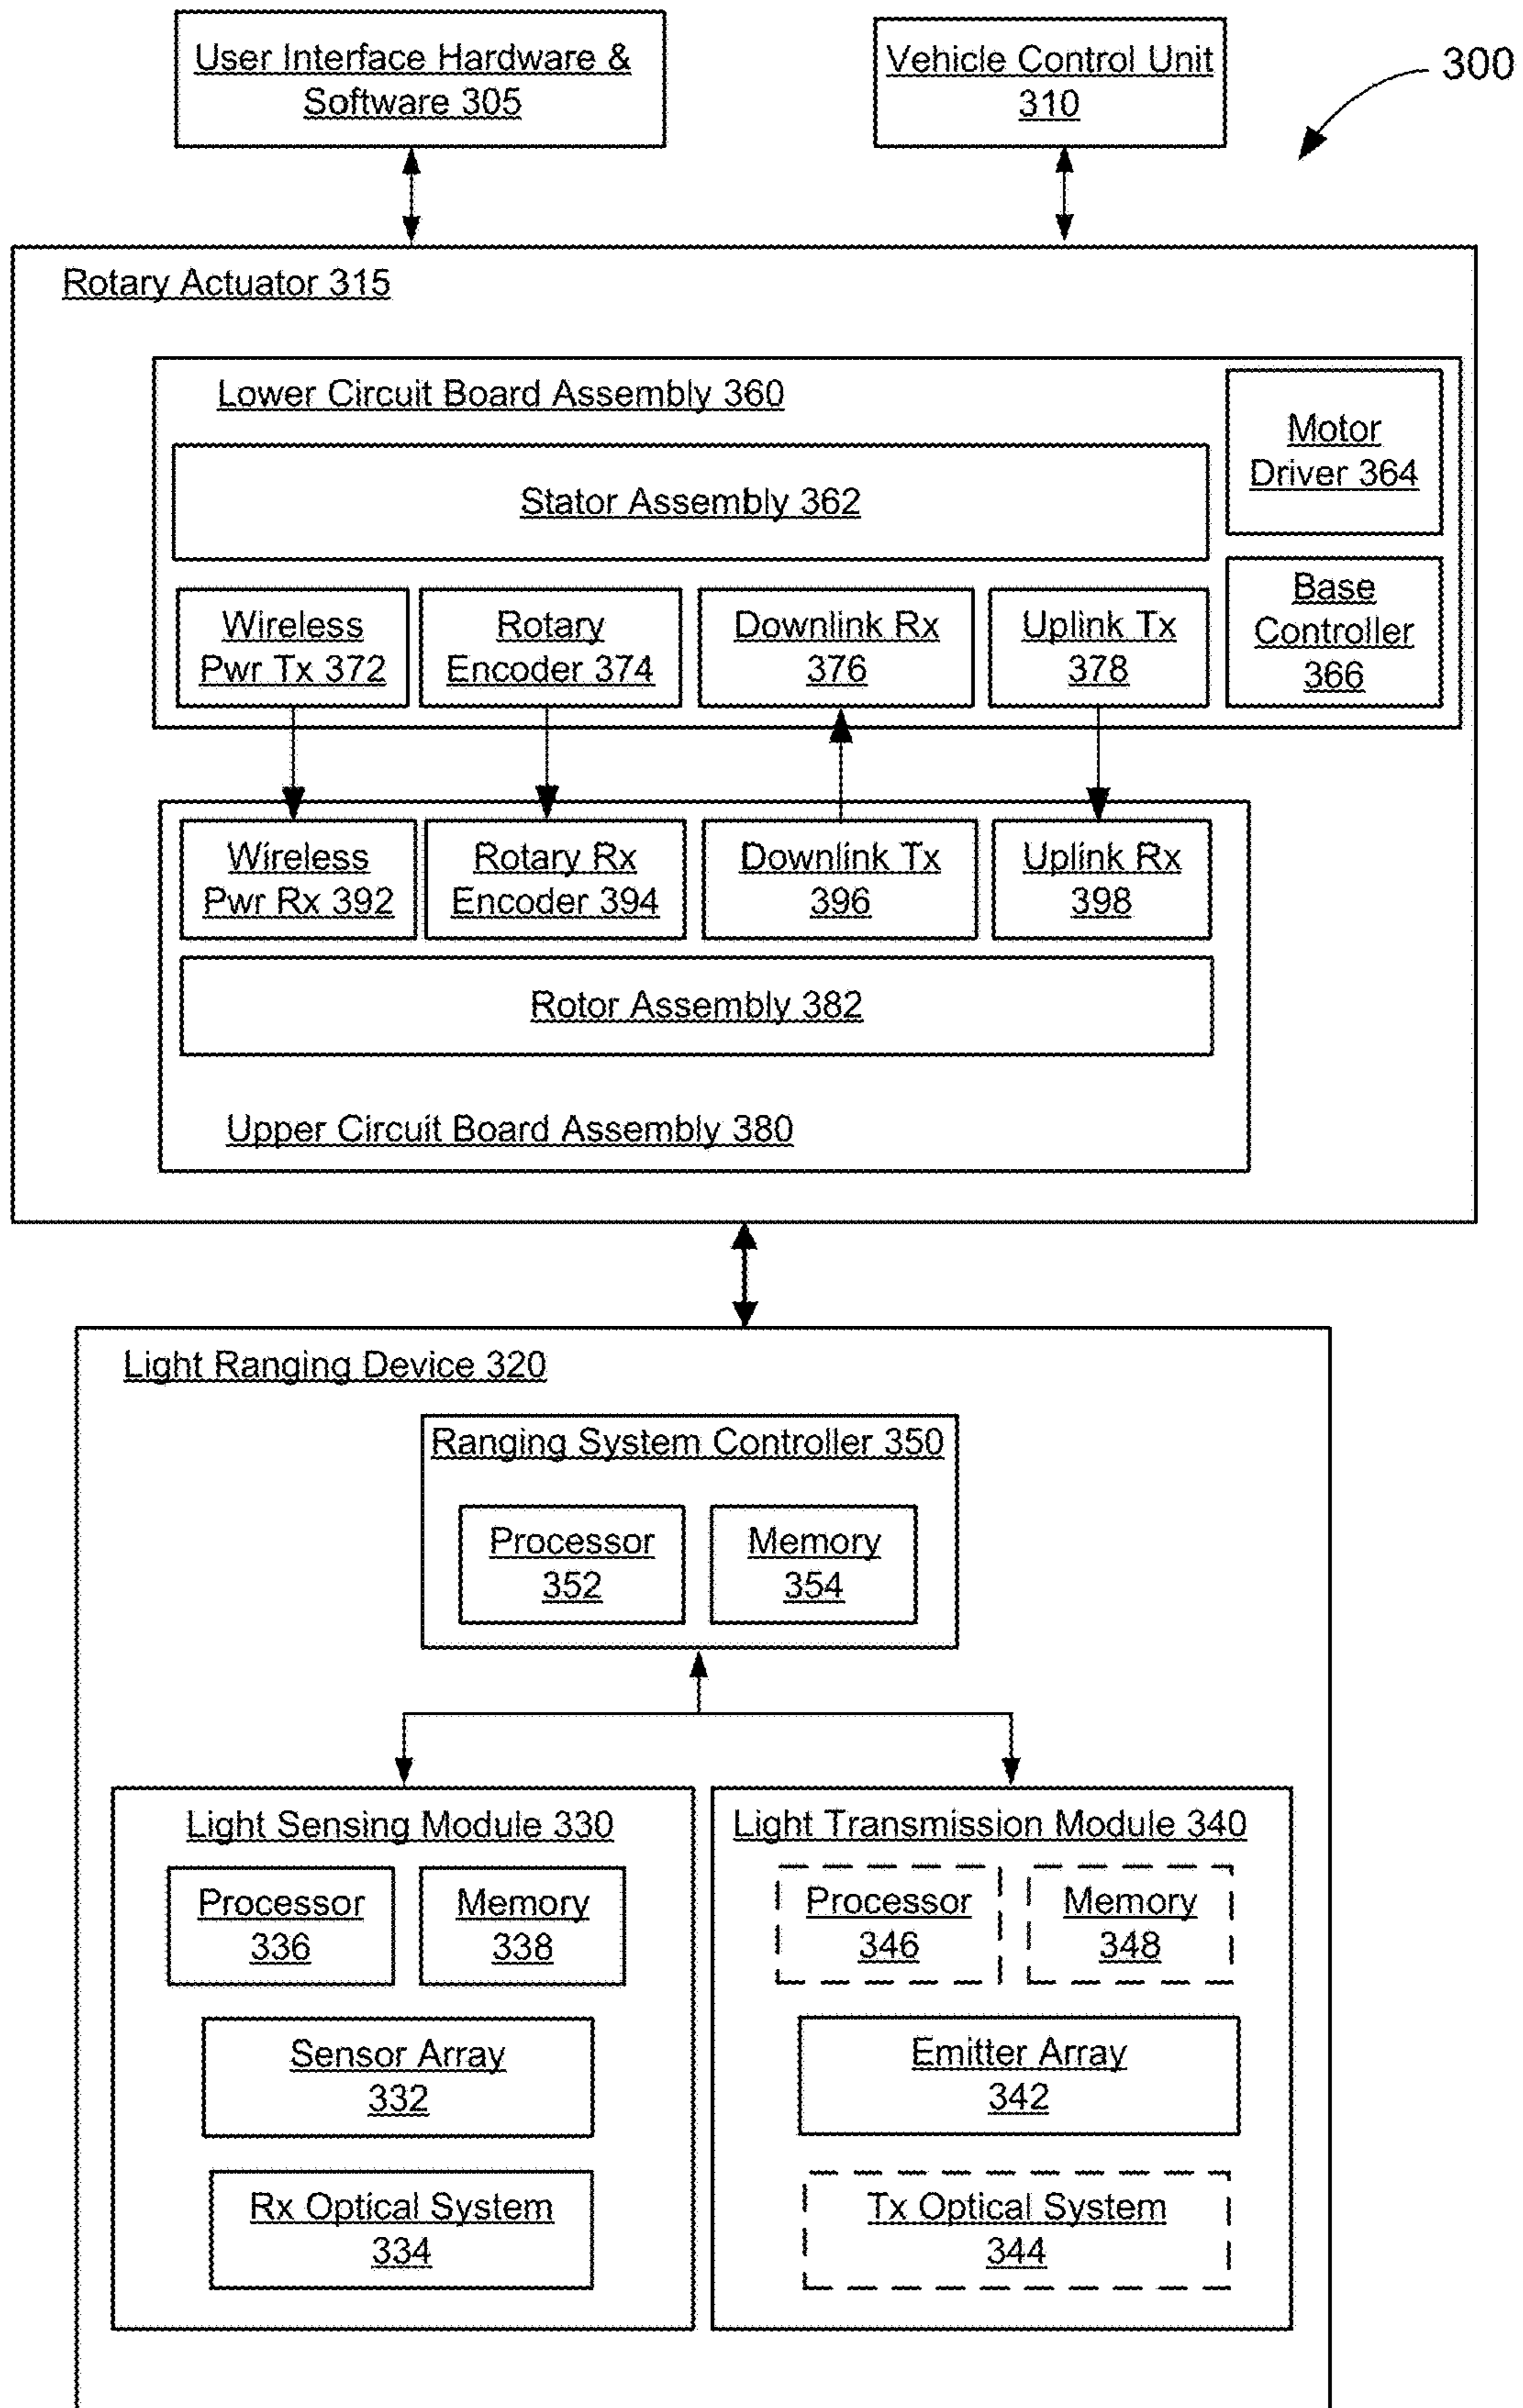 User Interface Hardware &
Software 305
Vehicle Control Unit
310
300
Rotary Actuator 315
Lower Circuit Board Assembly 360
Motor
Driver 364
Stator Assembly 362
Base
Controller
366
Wireless
Pwr Tx 372
Rotary
Encoder 374
Downlink Rx
376
Uplink Tx
378
Wireless
Pwr Rx 392
Rotary Rx
Encoder 394
Downlink Tx
396
Uplink Rx
398
Rotor Assembly 382
Upper Circuit Board Assembly 380
Light Ranging Device 320
Ranging System Controller 350
Processor
352
Memory
354
Light Sensing Module 330
Processor
336
Memory
338
Sensor Array
332
Rx Optical System
334
Light Transmission Module 340
Processor
346
Memory
348
Emitter Array
342
Tx Optical System
344